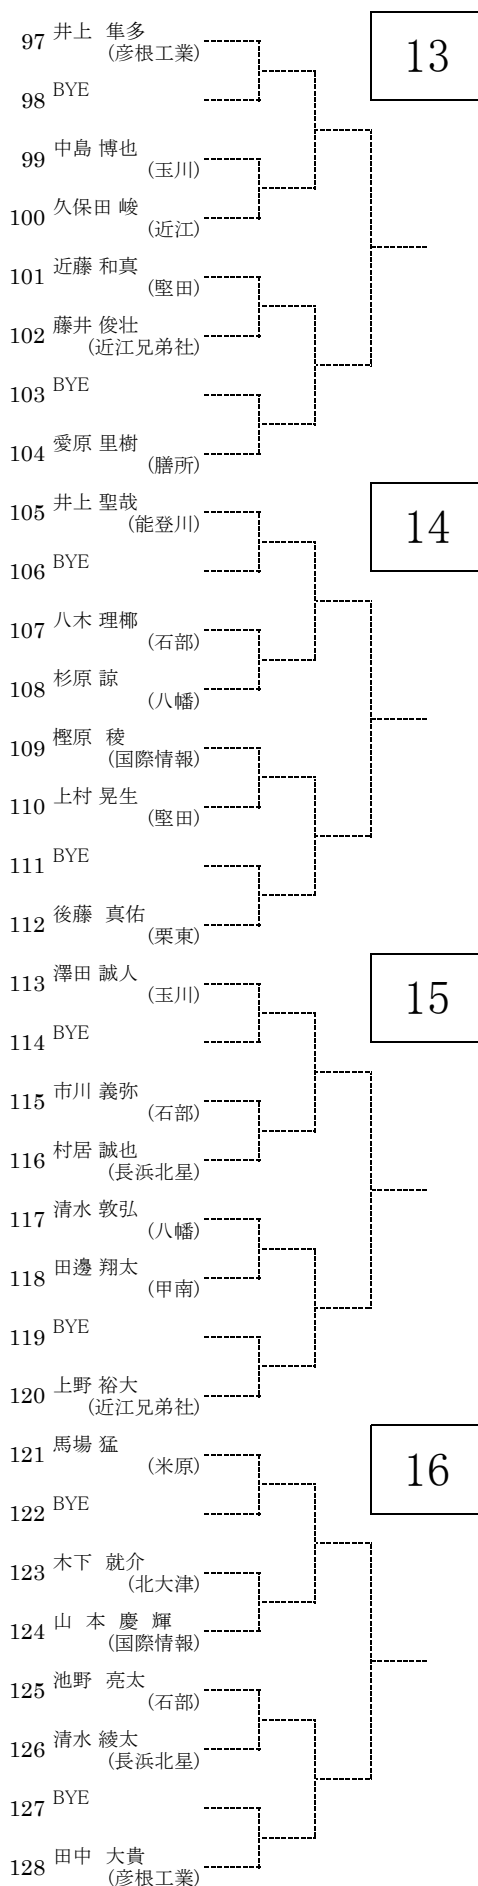 13
97 井上 隼多
(彦根工業)
98 BYE
99 中島 博也
(玉川)
100 久保田 峻
(近江)
101 近藤 和真
(堅田)
102 藤井 俊壮
(近江兄弟社)
103 BYE
104 愛原 里樹
(膳所)
14
105 井上 聖哉
(能登川)
106 BYE
107 八木 理椰
(石部)
108 杉原 諒
(八幡)
109 樫原 稜
(国際情報)
110 上村 晃生
(堅田)
111 BYE
112 後藤 真佑
(栗東)
15
113 澤田 誠人
(玉川)
114 BYE
115 市川 義弥
(石部)
116 村居 誠也
(長浜北星)
117 清水 敦弘
(八幡)
118 田邊 翔太
(甲南)
119 BYE
120 上野 裕大
(近江兄弟社)
16
121 馬場 猛
(米原)
122 BYE
123 木下 就介
(北大津)
124 山 本 慶 輝
(国際情報)
125 池野 亮太
(石部)
126 清水 綾太
(長浜北星)
127 BYE
128 田中 大貴
(彦根工業)